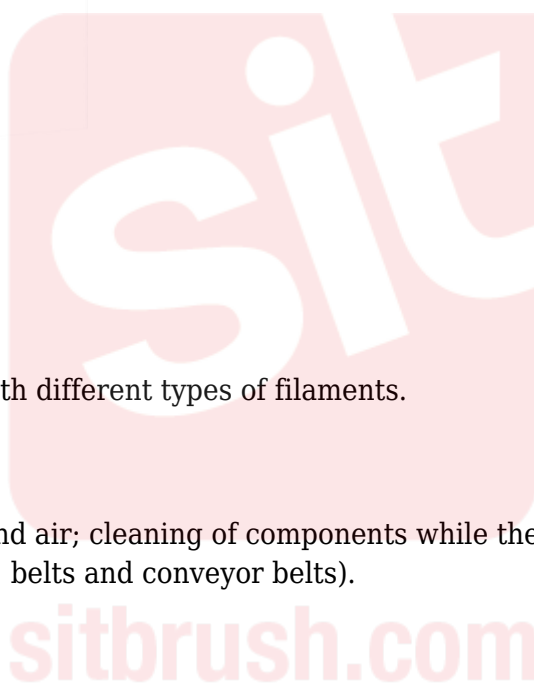 sit
th different types of filaments.
nd air; cleaning of components while the
belts and conveyor belts).
sitbrush.com